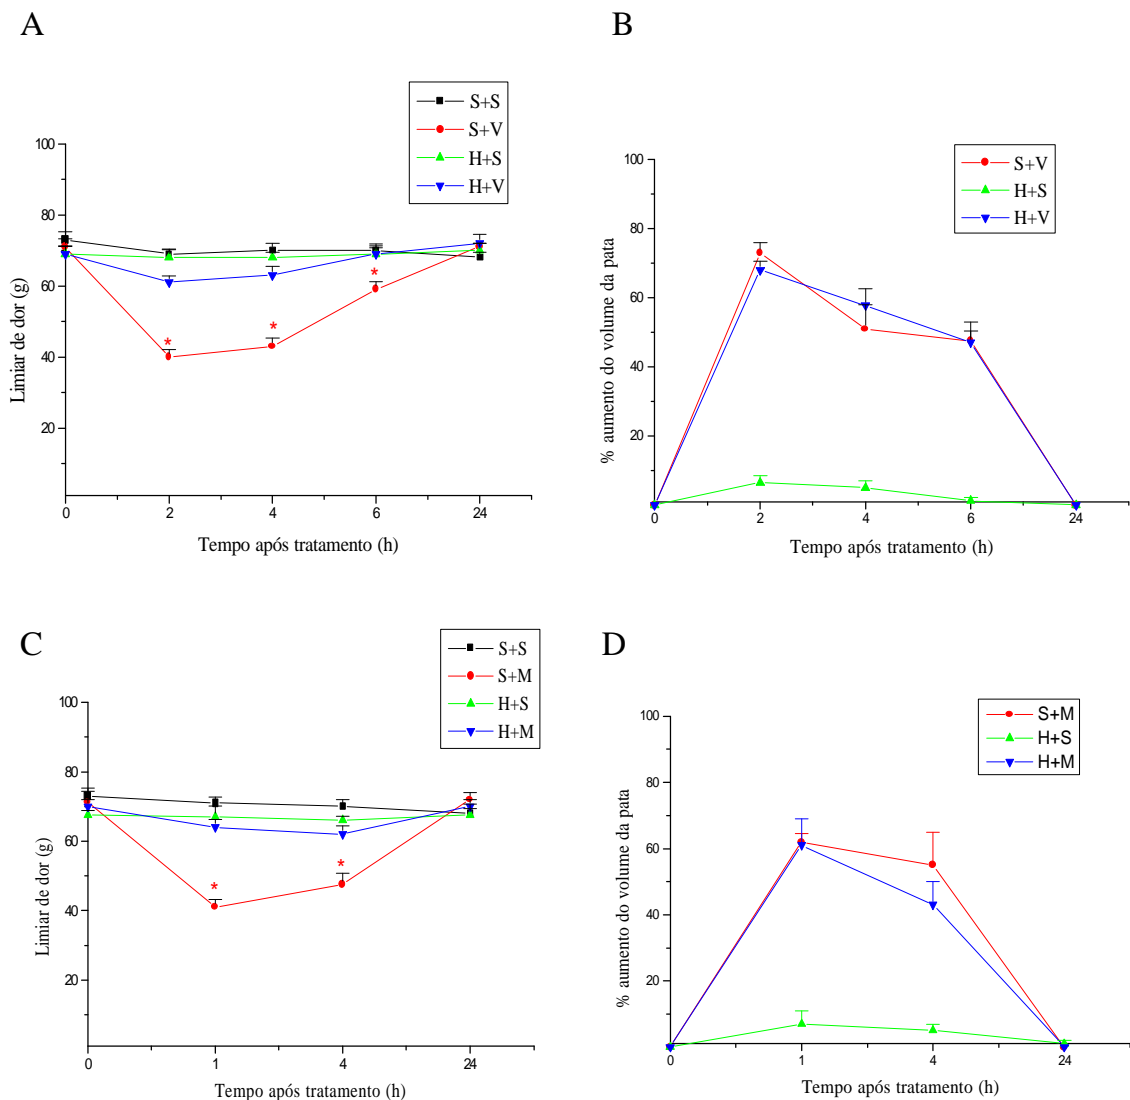 A
S+S
S+V
H+S
H+V
100
80
60
40
20
*
*
*
Limiar de dor (g)
0
2
4
6
24
Tempo após tratamento (h)
B
S+V
H+S
H+V
100
80
60
40
20
% aumento do volume da pata
0
2
4
6
24
Tempo após tratamento (h)
C
S+S
S+M
H+S
H+M
100
80
60
40
20
*
*
Limiar de dor (g)
0
1
4
24
Tempo após tratamento (h)
D
S+M
H+S
H+M
100
80
60
40
20
% aumento do volume da pata
0
1
4
24
Tempo após tratamento (h)